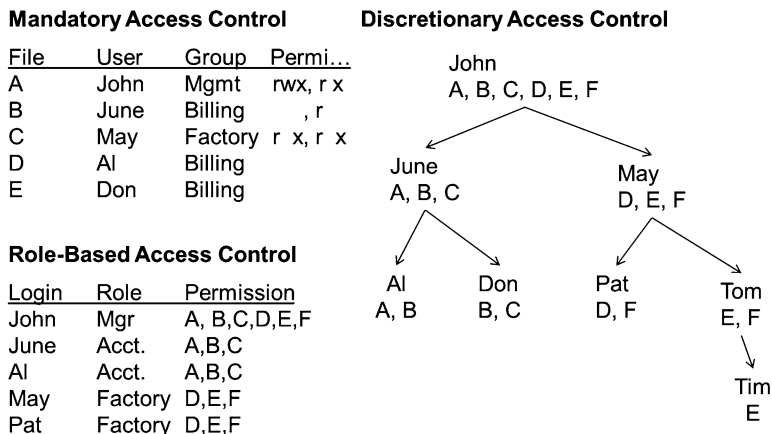 Mandatory Access Control
File User Group Permi…
A John Mgmt rwx, r x
B June Billing , r
C May Factory r x, r x
D Al Billing
E Don Billing
Role-Based Access Control
Login Role Permission
John Mgr A, B,C,D,E,F
June Acct. A,B,C
Al Acct. A,B,C
May Factory D,E,F
Pat Factory D,E,F
Discretionary Access Control
John
A, B, C, D, E, F
June
A, B, C
May
D, E, F
Al
A, B
Don
B, C
Pat
D, F
Tom
E, F
Tim
E